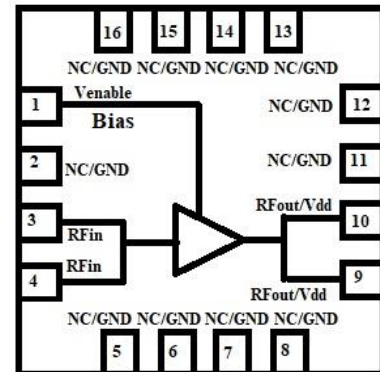 16 15 14 13
NC/GND NC/GND NC/GND NC/GND
1 Venable
Bias
NC/GND 12
2 NC/GND
NC/GND 11
3 RFin
RFout/Vdd 10
4 RFin
RFout/Vdd 9
NC/GND NC/GND NC/GND NC/GND
5 6 7 8